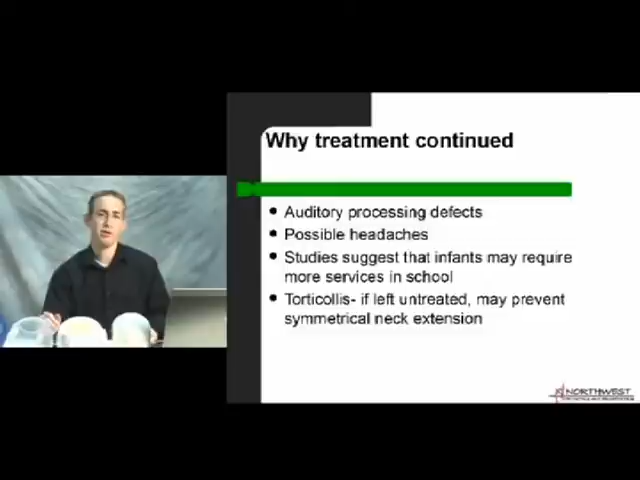 Why treatment continued
Auditory processing defects
Possible headaches
Studies suggest that infants may require
more services in school
Torticollis- if left untreated, may prevent
symmetrical neck extension
NORTHWEST